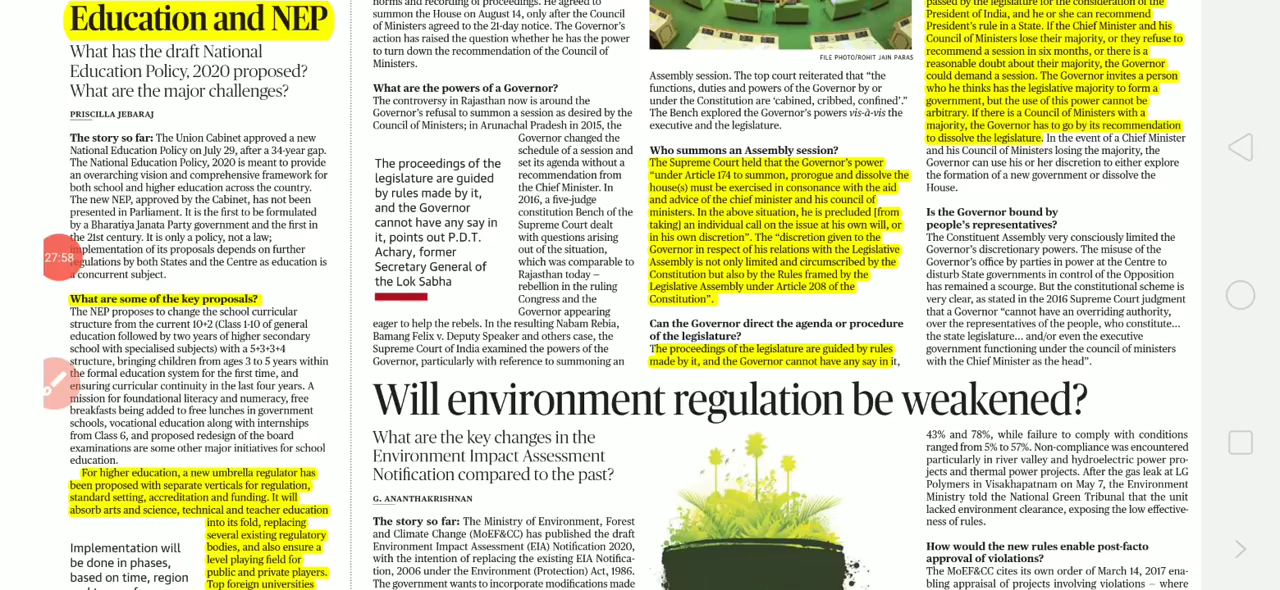 Education and NEP
What has the draft National
Education Policy, 2020 proposed?
What are the major challenges?
PRISCILLA JEBARAJ
The story so far: The Union Cabinet approved a new
National Education Policy on July 29, after a 34-year gap.
The National Education Policy, 2020 is meant to provide
an overarching vision and comprehensive framework for
both school and higher education across the country.
The new NEP, approved by the Cabinet, has not been
presented in Parliament. It is the first to be formulated
by a Bharatiya Janata Party government and the first in
the 21st century. It is only a policy, not a law;
implementation of its proposals depends on further
regulations by both States and the Centre as education is
a concurrent subject.
27:58
What are some of the key proposals?
The NEP proposes to change the school curricular
structure from the current 10+2 (Class 1-10 of general
education followed by two years of higher secondary
school with specialised subjects) with a 5+3+3+4
structure, bringing children from ages 3 to 5 years within
the formal education system for the first time, and
ensuring curricular continuity in the last four years. A
mission for foundational literacy and numeracy, free
breakfasts being added to free lunches in government
schools, vocational education along with internships
from Class 6, and proposed redesign of the board
examinations are some other major initiatives for school
education.
For higher education, a new umbrella regulator has
been proposed with separate verticals for regulation,
standard setting, accreditation and funding. It will
absorb arts and science, technical and teacher education
into its fold, replacing
several existing regulatory
bodies, and also ensure a
level playing field for
public and private players.
Top foreign universities
Implementation will
be done in phases,
based on time, region
norms and recording of proceedings. He agreed to
summon the House on August 14, only after the Council
of Ministers agreed to the 21-day notice. The Governor's
action has raised the question whether he has the power
to turn down the recommendation of the Council of
Ministers.
What are the powers of a Governor?
The controversy in Rajasthan now is around the
Governor's refusal to summon a session as desired by the
Council of Ministers; in Arunachal Pradesh in 2015, the
Governor changed the
schedule of a session and
set its agenda without a
recommendation from
the Chief Minister. In
2016, a five-judge
constitution Bench of the
Supreme Court dealt
with questions arising
out of the situation,
which was comparable to
Rajasthan today –
rebellion in the ruling
Congress and the
Governor appearing
eager to help the rebels. In the resulting Nabam Rebia,
Bamang Felix v. Deputy Speaker and others case, the
Supreme Court of India examined the powers of the
Governor, particularly with reference to summoning an
The proceedings of the
legislature are guided
by rules made by it,
and the Governor
cannot have any say in
it, points out P.D.T.
Achary, former
Secretary General of
the Lok Sabha
FILE PHOTO/ROHIT JAIN PARAS
Assembly session. The top court reiterated that “the
functions, duties and powers of the Governor by or
under the Constitution are ‘cabined, cribbed, confined’.”
The Bench explored the Governor's powers vis-à-vis the
executive and the legislature.
Who summons an Assembly session?
The Supreme Court held that the Governor's power
“under Article 174 to summon, prorogue and dissolve the
house(s) must be exercised in consonance with the aid
and advice of the chief minister and his council of
ministers. In the above situation, he is precluded [from
taking] an individual call on the issue at his own will, or
in his own discretion”. The “discretion given to the
Governor in respect of his relations with the Legislative
Assembly is not only limited and circumscribed by the
Constitution but also by the Rules framed by the
Legislative Assembly under Article 208 of the
Constitution”.
Can the Governor direct the agenda or procedure
of the legislature?
The proceedings of the legislature are guided by rules
made by it, and the Governor cannot have any say in it,
passed by the legislature for the consideration of the
President of India, and he or she can recommend
President's rule in a State. If the Chief Minister and his
Council of Ministers lose their majority, or they refuse to
recommend a session in six months, or there is a
reasonable doubt about their majority, the Governor
could demand a session. The Governor invites a person
who he thinks has the legislative majority to form a
government, but the use of this power cannot be
arbitrary. If there is a Council of Ministers with a
majority, the Governor has to go by its recommendation
to dissolve the legislature. In the event of a Chief Minister
and his Council of Ministers losing the majority, the
Governor can use his or her discretion to either explore
the formation of a new government or dissolve the
House.
Is the Governor bound by
people's representatives?
The Constituent Assembly very consciously limited the
Governor's discretionary powers. The misuse of the
Governor's office by parties in power at the Centre to
disturb State governments in control of the Opposition
has remained a scourge. But the constitutional scheme is
very clear, as stated in the 2016 Supreme Court judgment
that a Governor “cannot have an overriding authority,
over the representatives of the people, who constitute...
the state legislature... and/or even the executive
government functioning under the council of ministers
with the Chief Minister as the head”.
Will environment regulation be weakened?
What are the key changes in the
Environment Impact Assessment
Notification compared to the past?
G. ANANTHAKRISHNAN
The story so far: The Ministry of Environment, Forest
and Climate Change (MoEF&CC) has published the draft
Environment Impact Assessment (EIA) Notification 2020,
with the intention of replacing the existing EIA Notifica-
tion, 2006 under the Environment (Protection) Act, 1986.
The government wants to incorporate modifications made
43% and 78%, while failure to comply with conditions
ranged from 5% to 57%. Non-compliance was encountered
particularly in river valley and hydroelectric power pro-
jects and thermal power projects. After the gas leak at LG
Polymers in Visakhapatnam on May 7, the Environment
Ministry told the National Green Tribunal that the unit
lacked environment clearance, exposing the low effective-
ness of rules.
How would the new rules enable post-facto
approval of violations?
The MoEF&CC cites its own order of March 14, 2017 ena-
bling appraisal of projects involving violations – where